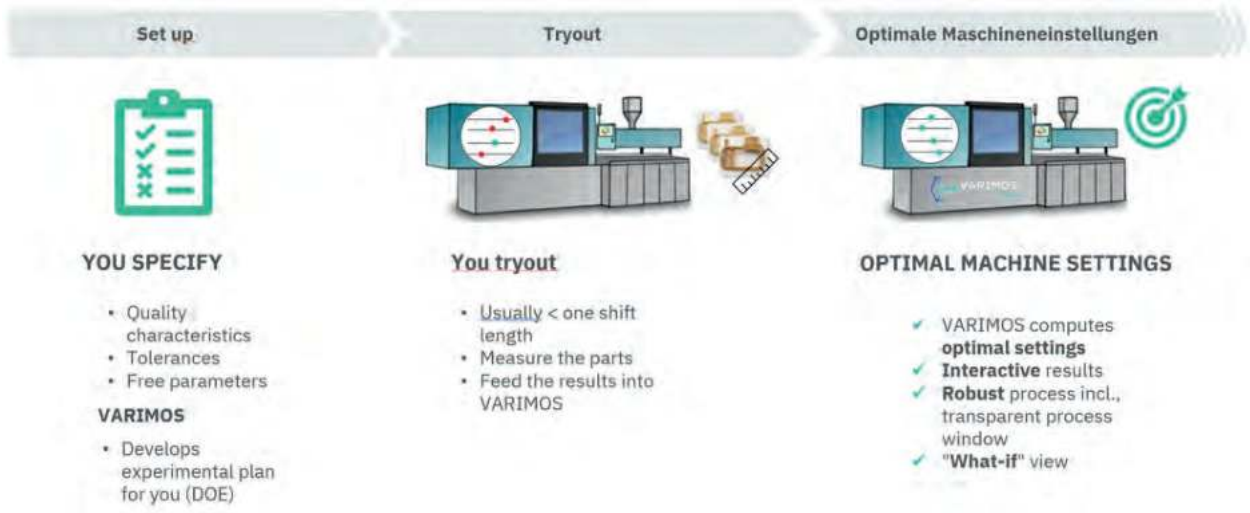 Set up
Tryout
Optimale Maschineneinstellungen
VARIMOS
YOU SPECIFY
• Quality
characteristics
• Tolerances
• Free parameters
VARIMOS
• Develops
experimental plan
for you (DOE)
You tryout
• Usually < one shift
length
• Measure the parts
• Feed the results into
VARIMOS
OPTIMAL MACHINE SETTINGS
✓ VARIMOS computes
optimal settings
✓ Interactive results
✓ Robust process incl.,
transparent process
window
✓ "What-if" view